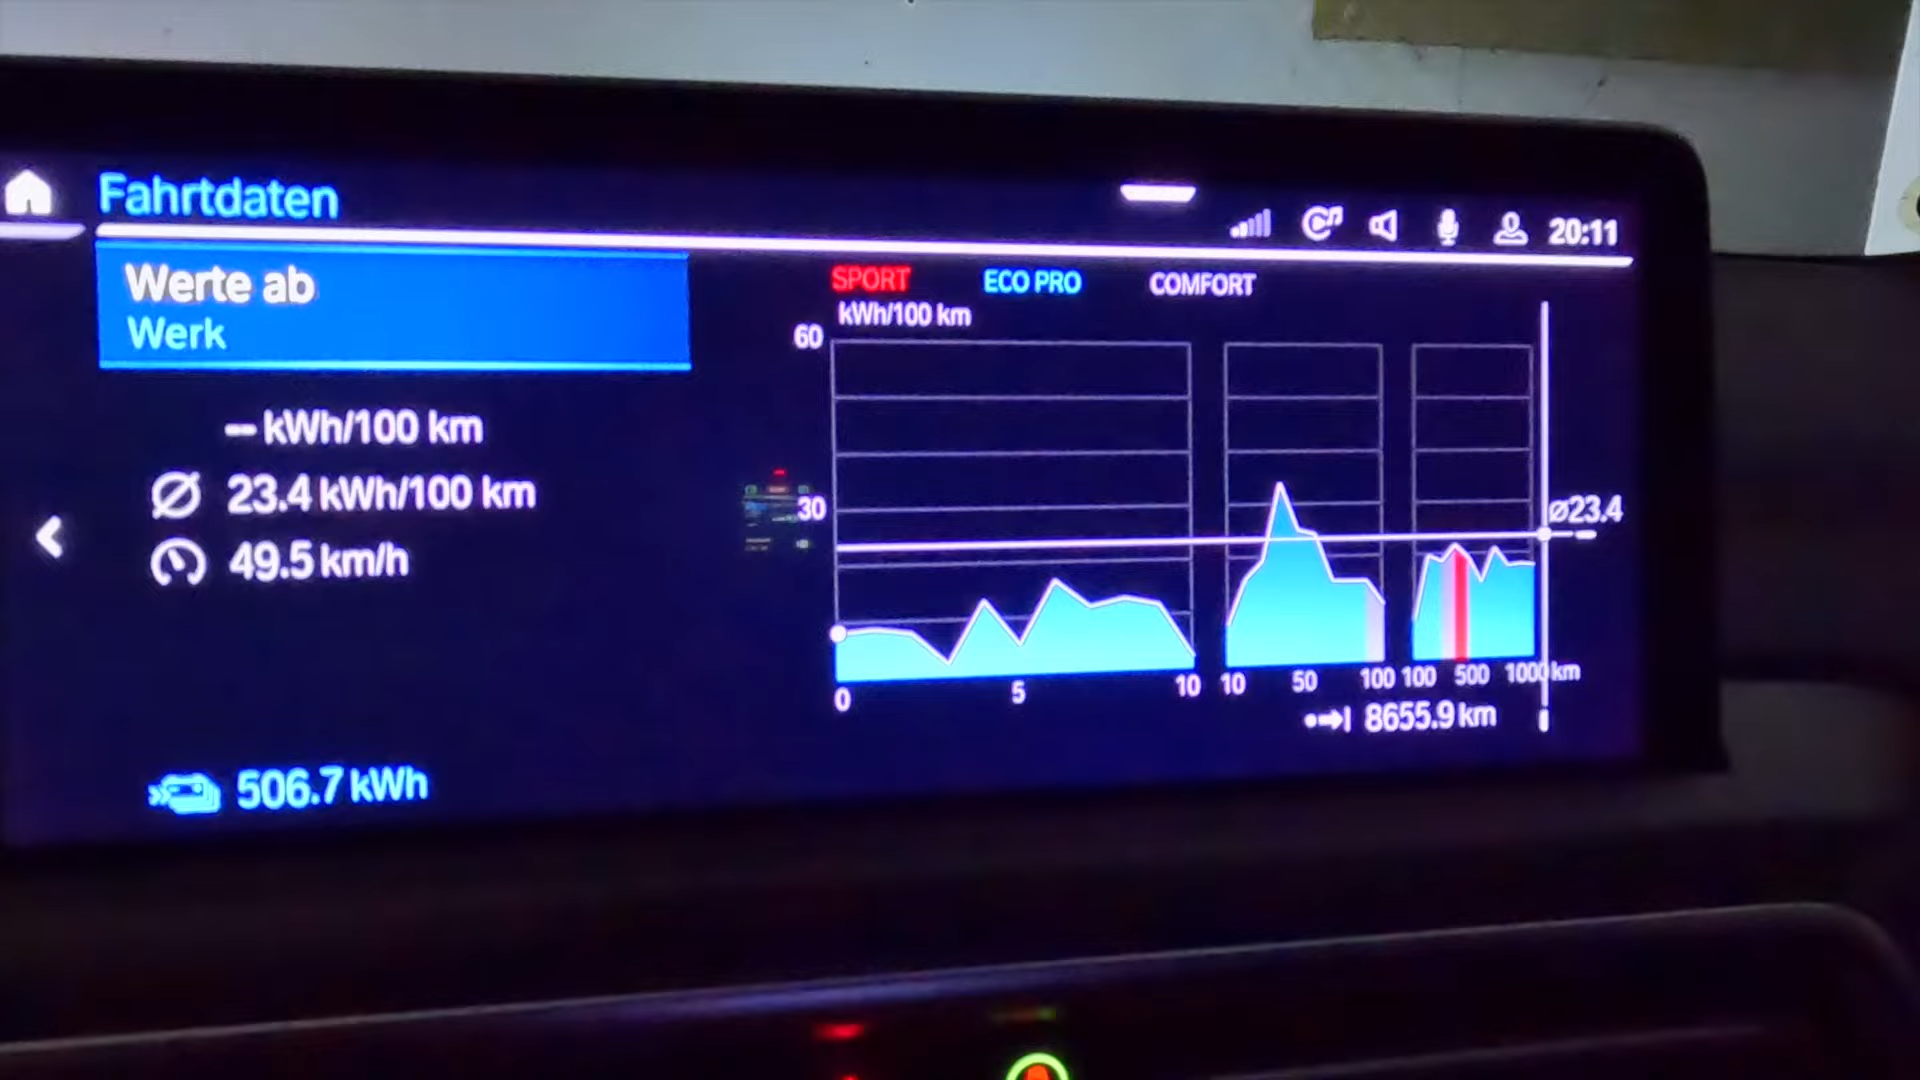 Fahrtdaten
20:11
Werte ab
Werk
-- kWh/100 km
Ø 23.4 kWh/100 km
49.5 km/h
506.7 kWh
SPORT ECO PRO COMFORT
kWh/100 km
60
30
ø23.4
0 5 10 10 50 100 100 500 1000 km
8655.9 km